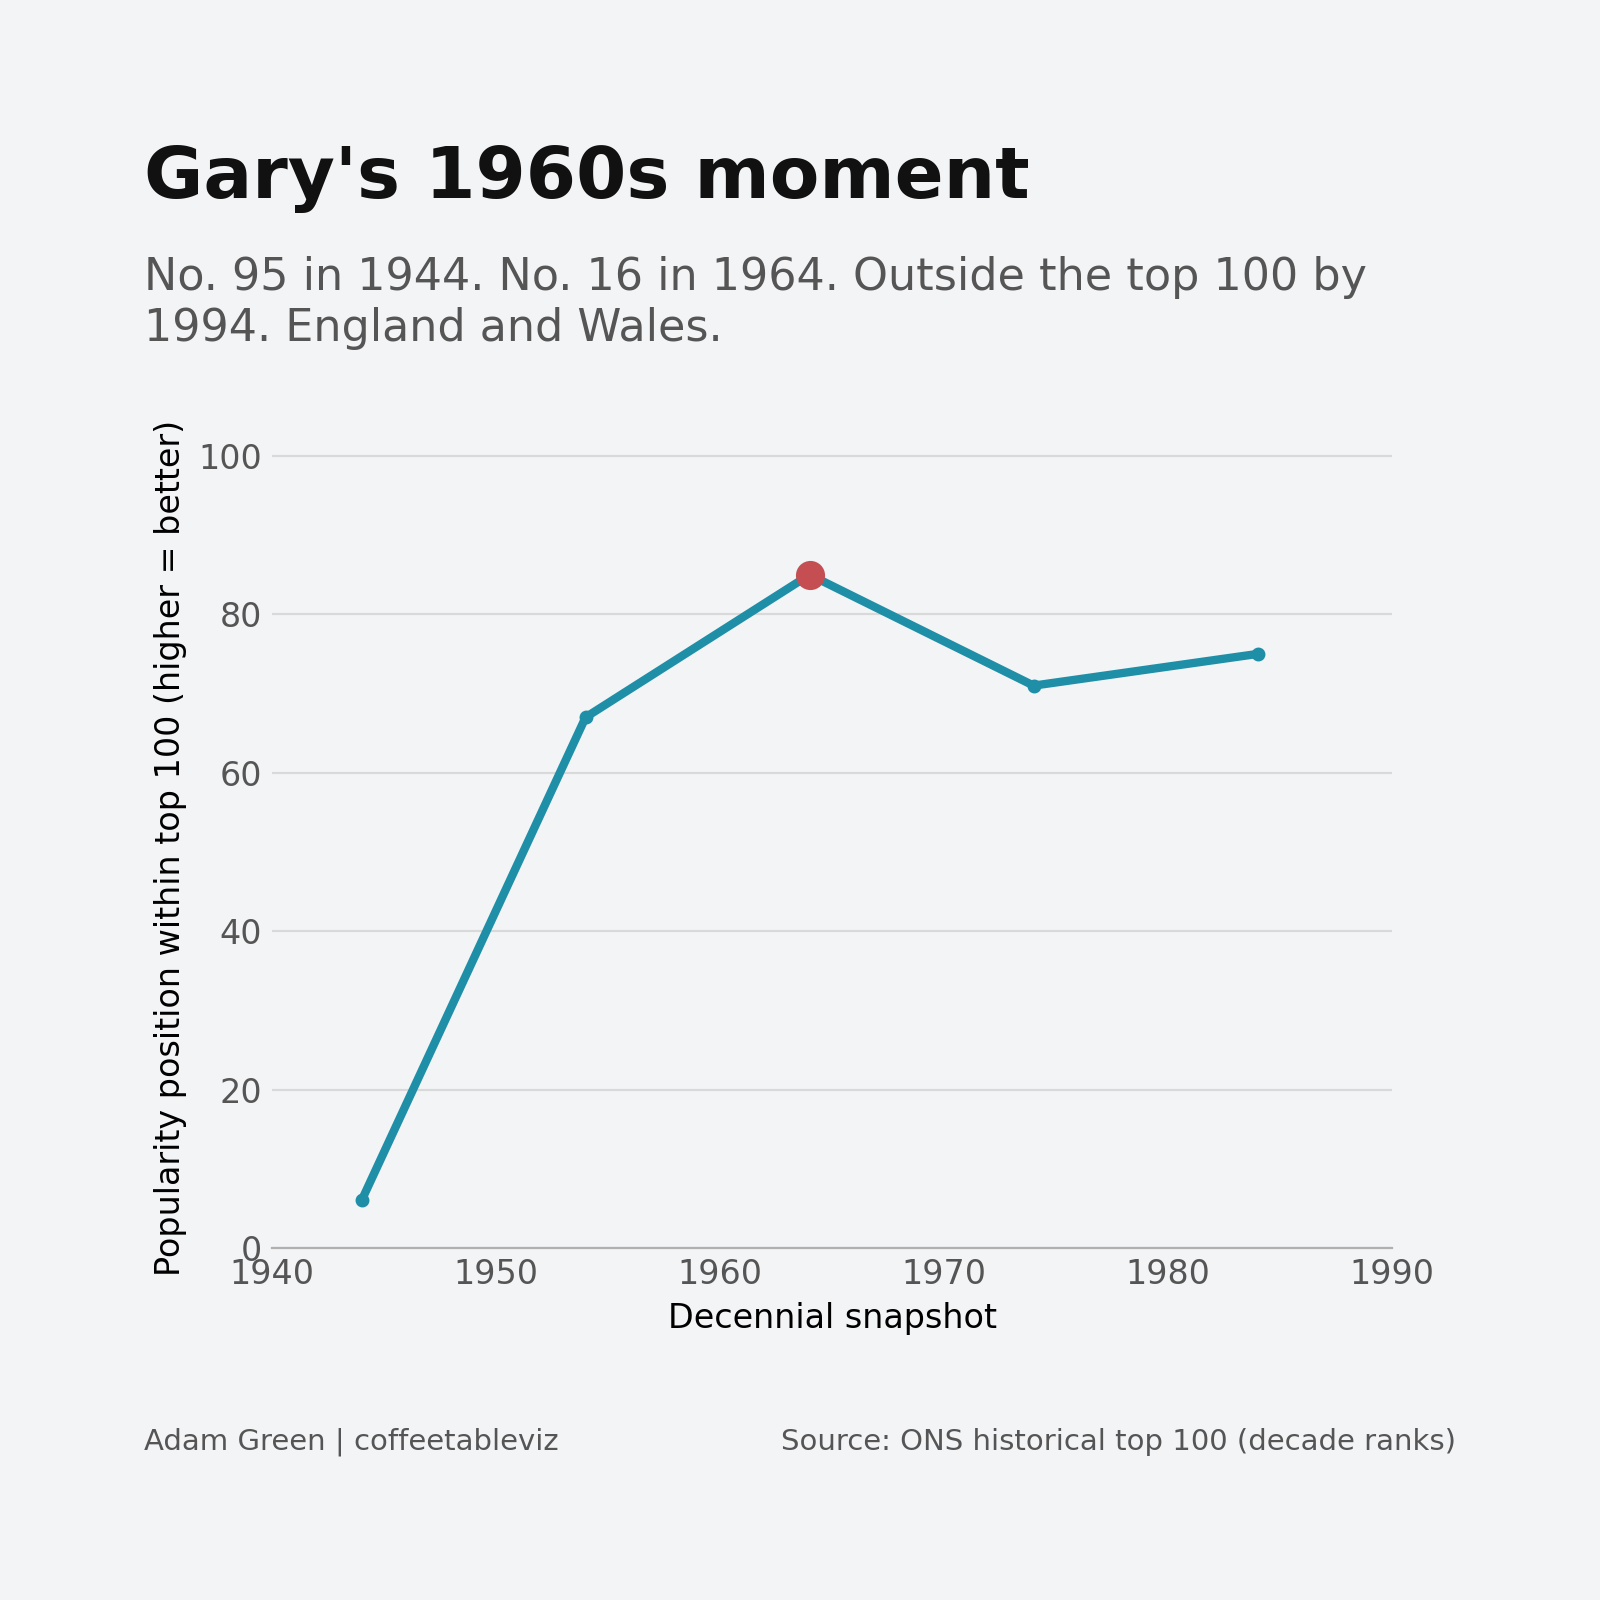 Gary's 1960s moment
No. 95 in 1944. No. 16 in 1964. Outside the top 100 by
1994. England and Wales.
Popularity position within top 100 (higher = better)
100
80
60
40
20
0
1940 1950 1960 1970 1980 1990
Decennial snapshot
Adam Green | coffeetableviz
Source: ONS historical top 100 (decade ranks)